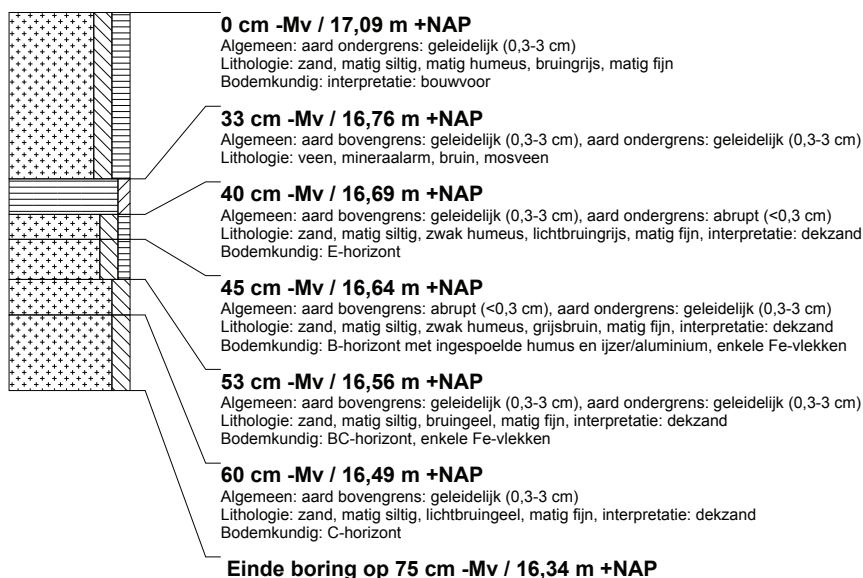 0 cm -Mv / 17,09 m +NAP
Algemeen: aard ondergrens: geleidelijk (0,3-3 cm)
Lithologie: zand, matig siltig, matig humeus, bruingrijs, matig fijn
Bodemkundig: interpretatie: bouwvoor
33 cm -Mv / 16,76 m +NAP
Algemeen: aard bovengrens: geleidelijk (0,3-3 cm), aard ondergrens: geleidelijk (0,3-3 cm)
Lithologie: veen, mineraalarm, bruin, mosveen
40 cm -Mv / 16,69 m +NAP
Algemeen: aard bovengrens: geleidelijk (0,3-3 cm), aard ondergrens: abrupt (<0,3 cm)
Lithologie: zand, matig siltig, zwak humeus, lichtbruingrijs, matig fijn, interpretatie: dekzand
Bodemkundig: E-horizont
45 cm -Mv / 16,64 m +NAP
Algemeen: aard bovengrens: abrupt (<0,3 cm), aard ondergrens: geleidelijk (0,3-3 cm)
Lithologie: zand, matig siltig, zwak humeus, grijsbruin, matig fijn, interpretatie: dekzand
Bodemkundig: B-horizont met ingespoelde humus en ijzer/aluminium, enkele Fe-vlekken
53 cm -Mv / 16,56 m +NAP
Algemeen: aard bovengrens: geleidelijk (0,3-3 cm), aard ondergrens: geleidelijk (0,3-3 cm)
Lithologie: zand, matig siltig, bruingeel, matig fijn, interpretatie: dekzand
Bodemkundig: BC-horizont, enkele Fe-vlekken
60 cm -Mv / 16,49 m +NAP
Algemeen: aard bovengrens: geleidelijk (0,3-3 cm)
Lithologie: zand, matig siltig, lichtbruingeel, matig fijn, interpretatie: dekzand
Bodemkundig: C-horizont
Einde boring op 75 cm -Mv / 16,34 m +NAP